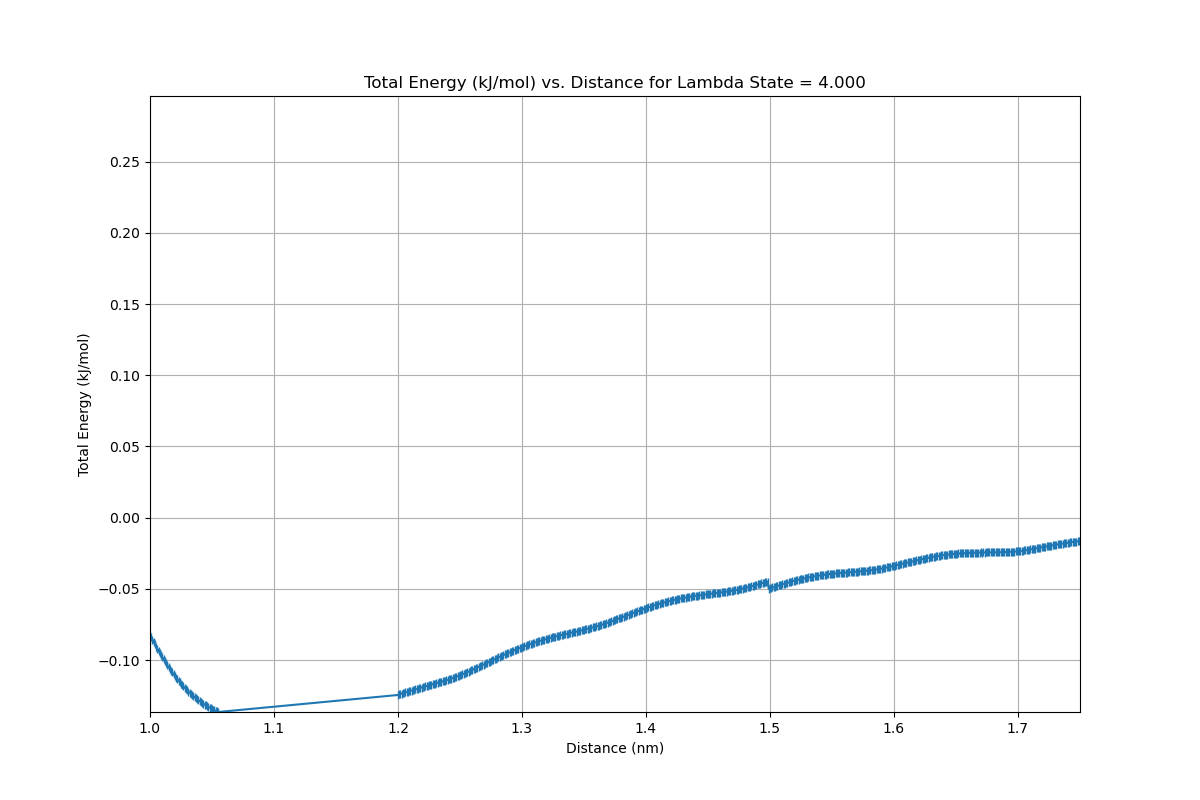 Total Energy (kJ/mol) vs. Distance for Lambda State = 4.000
Total Energy (kJ/mol)
0.25
0.20
0.15
0.10
0.05
0.00
−0.05
−0.10
1.0 1.1 1.2 1.3 1.4 1.5 1.6 1.7
Distance (nm)